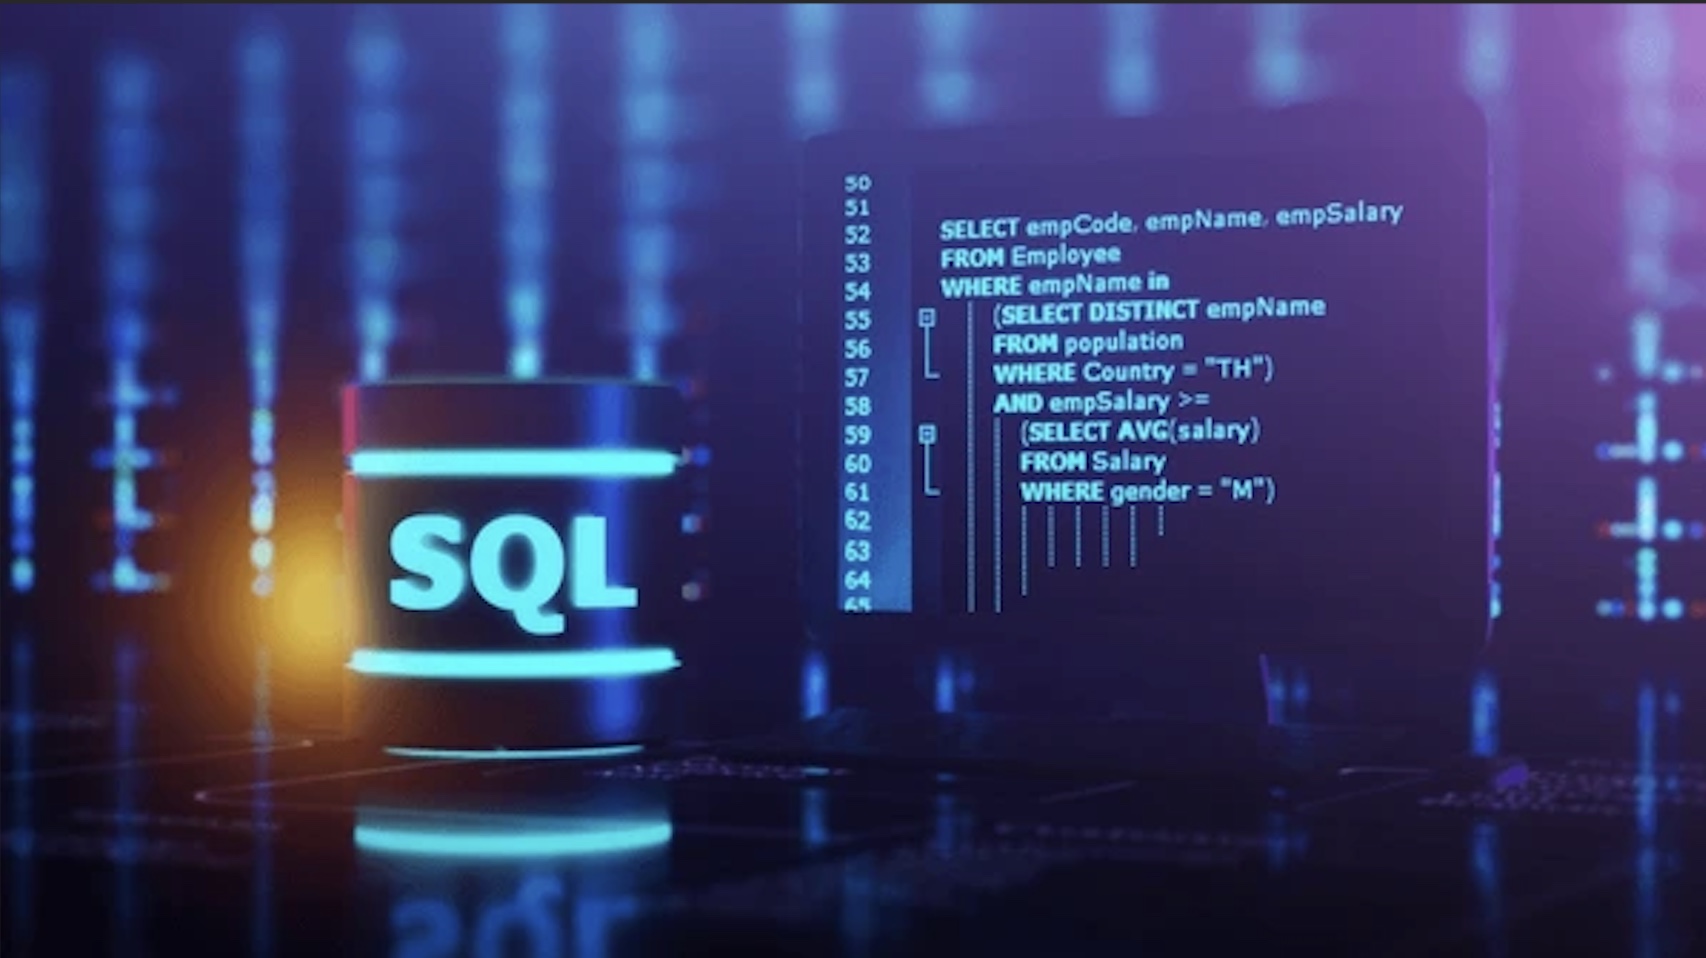 SQL
50
51
52 SELECT empCode, empName, empSalary
53 FROM Employee
54 WHERE empName in
55 (SELECT DISTINCT empName
56 FROM population
57 WHERE Country = "TH")
58 AND empSalary >=
59 (SELECT AVG(salary)
60 FROM Salary
61 WHERE gender = "M")
62
63
64
65